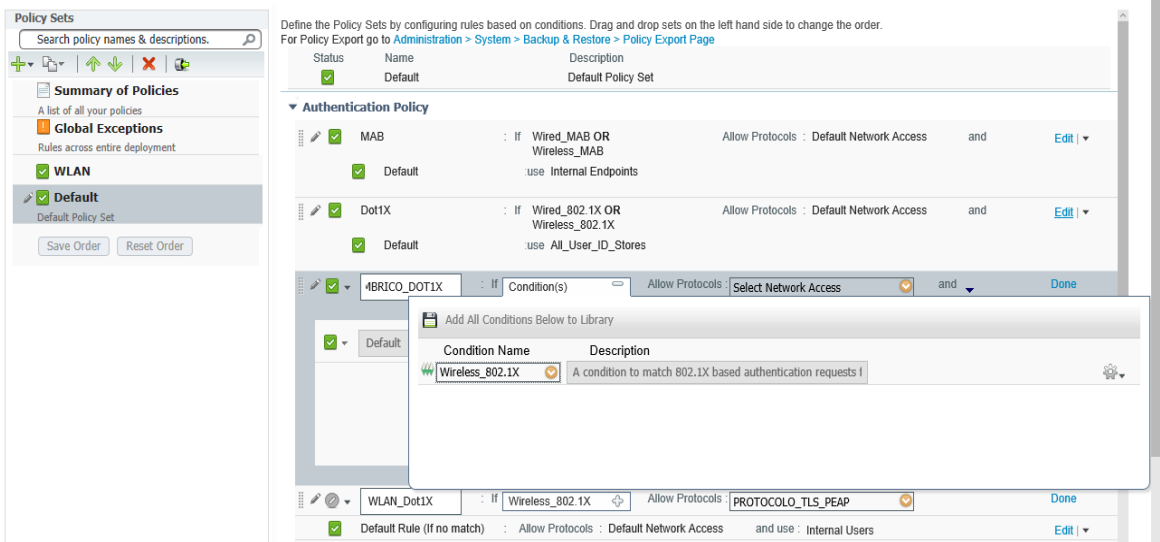 Policy Sets
Search policy names & descriptions.
Summary of Policies
A list of all your policies
Global Exceptions
Rules across entire deployment
WLAN
Default
Default Policy Set
Save Order Reset Order
Define the Policy Sets by configuring rules based on conditions. Drag and drop sets on the left hand side to change the order.
For Policy Export go to Administration > System > Backup & Restore > Policy Export Page
Status Name Description
Default Default Policy Set
Authentication Policy
MAB : If Wired_MAB OR Allow Protocols : Default Network Access and Edit |
Wireless_MAB
Default :use Internal Endpoints
Dot1X : If Wired_802.1X OR Allow Protocols : Default Network Access and Edit |
Wireless_802.1X
Default :use All_User_ID_Stores
MBRICO_DOT1X : If Condition(s) Allow Protocols : Select Network Access and Done
Add All Conditions Below to Library
Default
Condition Name Description
Wireless_802.1X A condition to match 802.1X based authentication requests f
WLAN_Dot1X : If Wireless_802.1X Allow Protocols : PROTOCOLO_TLS_PEAP Done
Default Rule (If no match) : Allow Protocols : Default Network Access and use : Internal Users Edit |